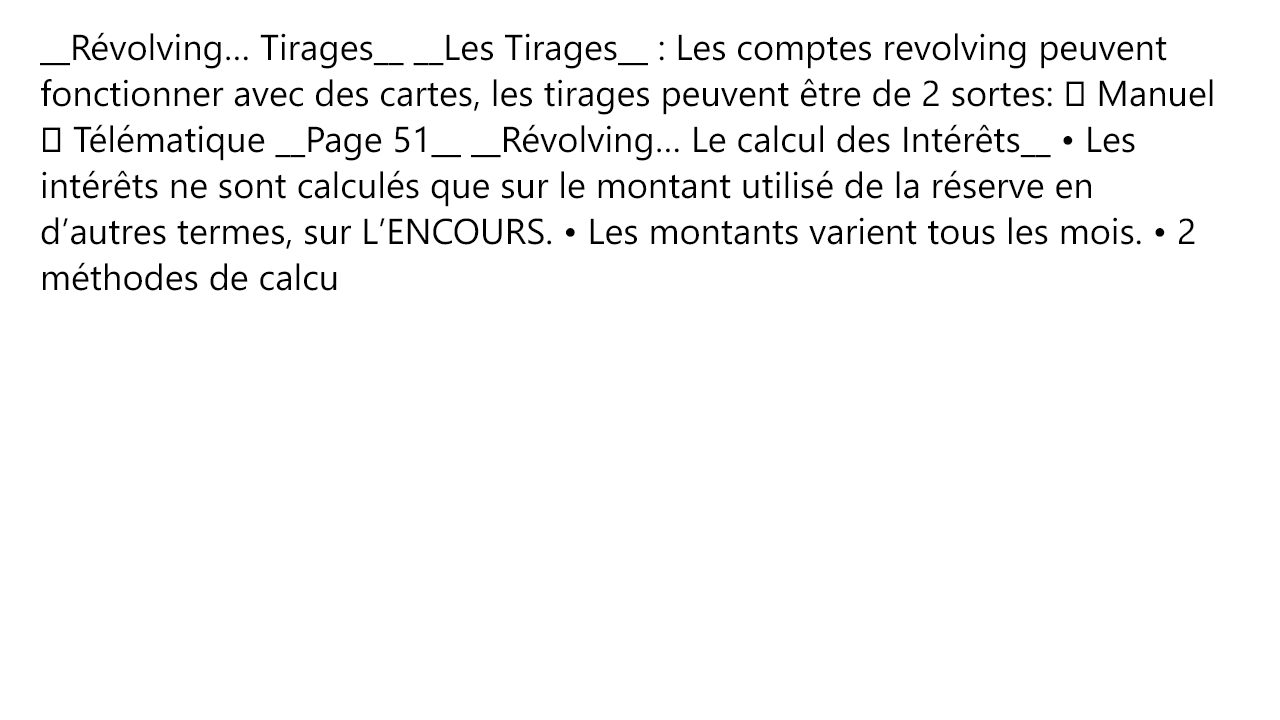 __Révolving… Tirages__ __Les Tirages__ : Les comptes revolving peuvent
fonctionner avec des cartes, les tirages peuvent être de 2 sortes: 􀂾 Manuel
􀂾 Télématique __Page 51__ __Révolving… Le calcul des Intérêts__ • Les
intérêts ne sont calculés que sur le montant utilisé de la réserve en
d’autres termes, sur L’ENCOURS. • Les montants varient tous les mois. • 2
méthodes de calcu